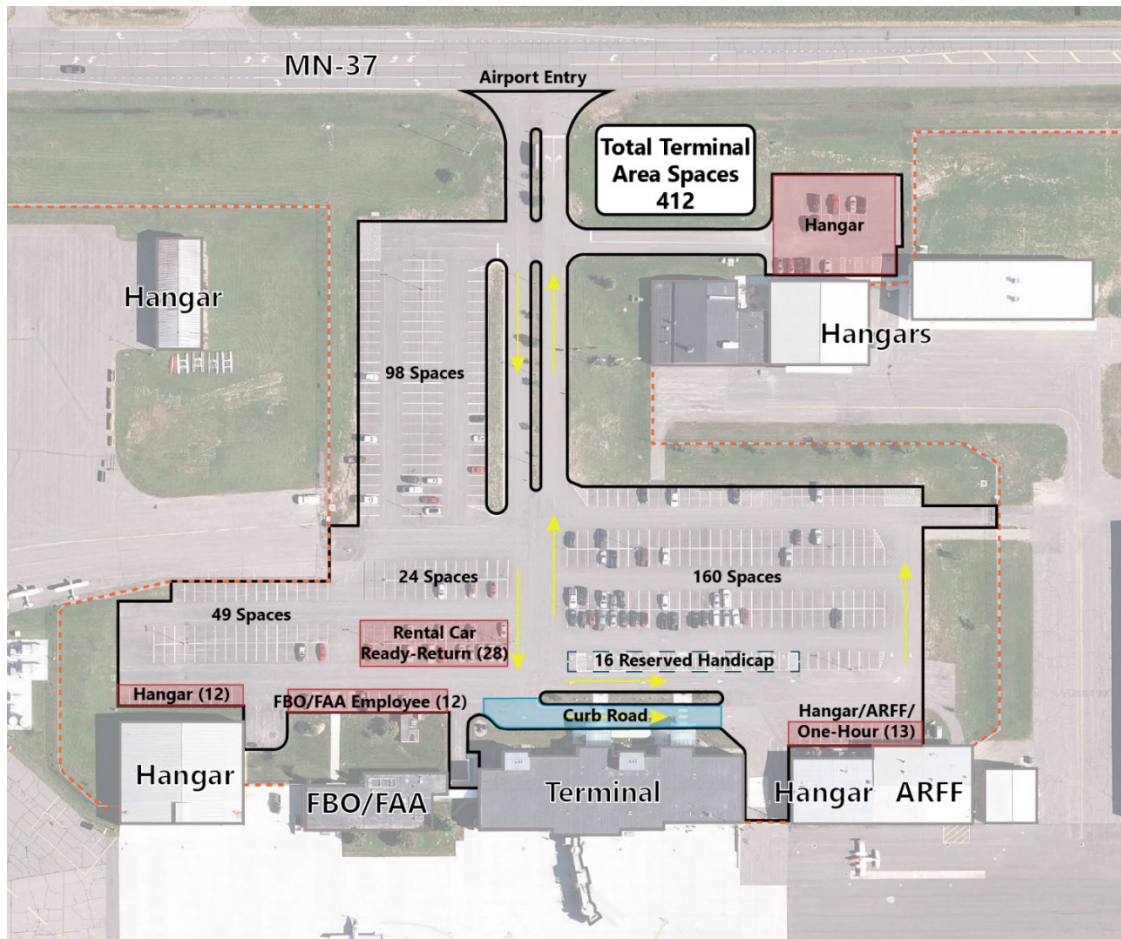 MN-37
Airport Entry
Total Terminal
Area Spaces
412
Hangar
Hangar
Hangars
98 Spaces
24 Spaces
160 Spaces
49 Spaces
Rental Car
Ready-Return (28)
16 Reserved Handicap
Hangar (12)
FBO/FAA Employee (12)
Curb Road
Hangar/ARFF/
One-Hour (13)
Hangar
FBO/FAA
Terminal
Hangar
ARFF